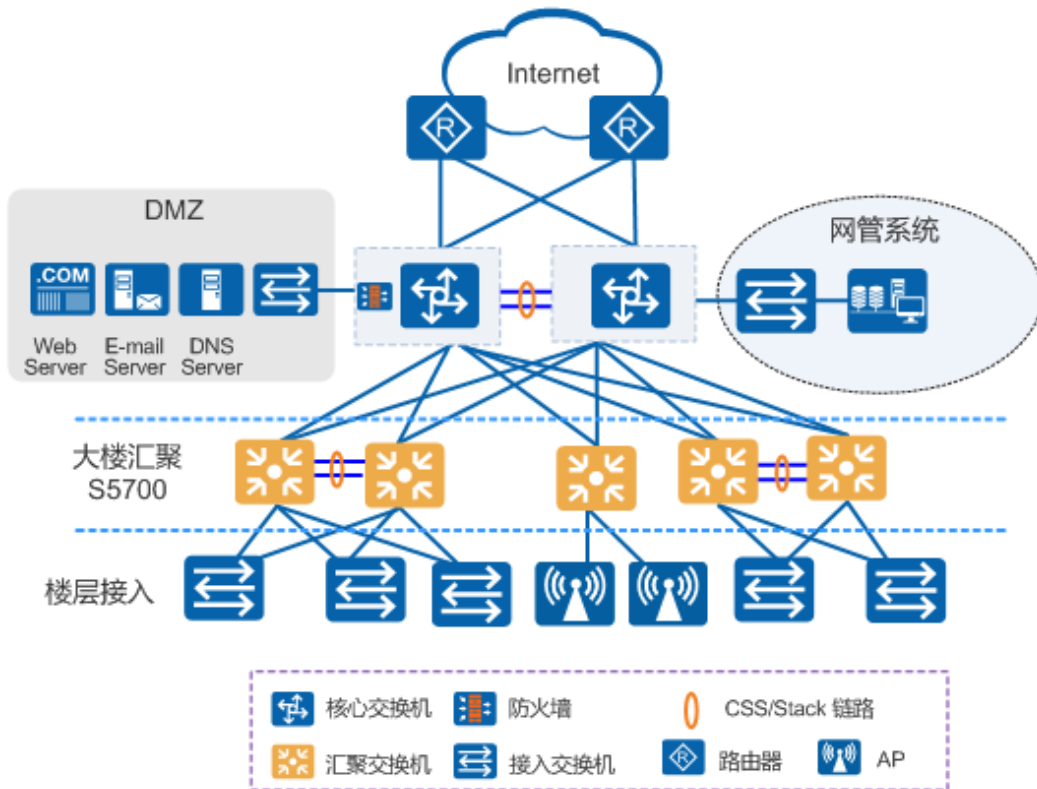 Internet
R
R
DMZ
网管系统
.COM
Web
Server
E-mail
Server
DNS
Server
大楼汇聚
S5700
楼层接入
核心交换机
防火墙
CSS/Stack 链路
汇聚交换机
接入交换机
R
路由器
AP